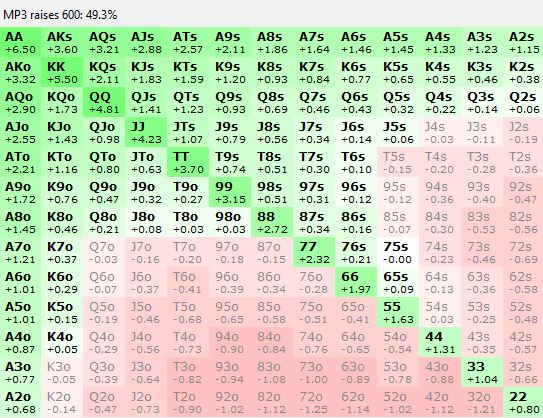 MP3 raises 600: 49.3%
AA AKs AQs AJs ATs A9s A8s A7s A6s A5s A4s A3s A2s
+6.50 +3.60 +3.21 +2.88 +2.57 +2.11 +1.86 +1.64 +1.46 +1.45 +1.33 +1.23 +1.15
AKo KK KQs KJs KTs K9s K8s K7s K6s K5s K4s K3s K2s
+3.32 +5.50 +2.11 +1.83 +1.59 +1.20 +0.93 +0.84 +0.77 +0.65 +0.55 +0.46 +0.38
AQo KQo QQ QJs QTs Q9s Q8s Q7s Q6s Q5s Q4s Q3s Q2s
+2.90 +1.73 +4.81 +1.41 +1.23 +0.93 +0.69 +0.46 +0.43 +0.32 +0.22 +0.14 +0.06
AJo KJo QJo JJ JTs J9s J8s J7s J6s J5s J4s J3s J2s
+2.55 +1.43 +0.98 +4.23 +1.07 +0.79 +0.56 +0.34 +0.14 +0.06 -0.03 -0.11 -0.19
ATo KTo QTo JTo TT T9s T8s T7s T6s T5s T4s T3s T2s
+2.21 +1.16 +0.80 +0.63 +3.70 +0.74 +0.51 +0.30 +0.10 -0.15 -0.20 -0.28 -0.36
A9o K9o Q9o J9o T9o 99 98s 97s 96s 95s 94s 93s 92s
+1.72 +0.76 +0.47 +0.32 +0.27 +3.15 +0.51 +0.31 +0.12 -0.12 -0.36 -0.40 -0.47
A8o K8o Q8o J8o T8o 98o 88 87s 86s 85s 84s 83s 82s
+1.45 +0.46 +0.21 +0.08 +0.03 +0.03 +2.72 +0.34 +0.16 -0.07 -0.30 -0.53 -0.56
A7o K7o Q7o J7o T7o 97o 87o 77 76s 75s 74s 73s 72s
+1.21 +0.37 -0.03 -0.16 -0.20 -0.18 -0.15 +2.32 +0.21 -0.00 -0.23 -0.46 -0.69
A6o K6o Q6o J6o T6o 96o 86o 76o 66 65s 64s 63s 62s
+1.01 +0.29 -0.07 -0.37 -0.41 -0.39 -0.34 -0.28 +1.97 +0.09 -0.13 -0.36 -0.58
A5o K5o Q5o J5o T5o 95o 85o 75o 65o 55 54s 53s 52s
+1.01 +0.15 -0.19 -0.46 -0.68 -0.65 -0.58 -0.51 -0.41 +1.63 -0.03 -0.25 -0.48
A4o K4o Q4o J4o T4o 94o 84o 74o 64o 54o 44 43s 42s
+0.87 +0.05 -0.29 -0.56 -0.73 -0.90 -0.84 -0.76 -0.65 -0.54 +1.31 -0.35 -0.57
A3o K3o Q3o J3o T3o 93o 83o 73o 63o 53o 43o 33 32s
+0.77 -0.05 -0.39 -0.64 -0.82 -0.94 -1.08 -1.00 -0.89 -0.78 -0.88 +1.04 -0.66
A2o K2o Q2o J2o T2o 92o 82o 72o 62o 52o 42o 32o 22
+0.68 -0.14 -0.47 -0.73 -0.90 -1.02 -1.12 -1.25 -1.14 -1.02 -1.12 -1.21 +0.80